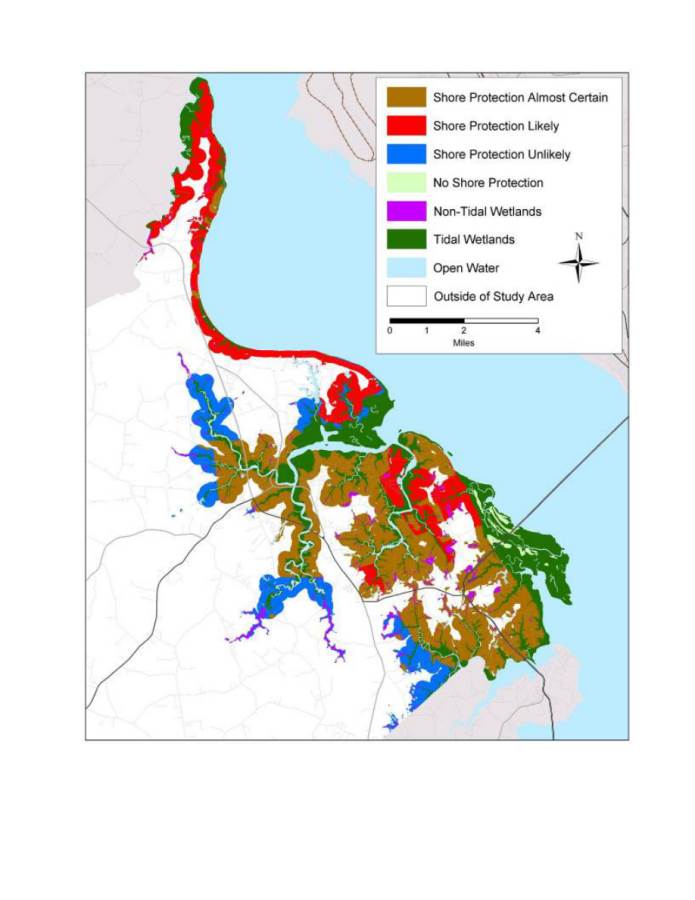 Shore Protection Almost Certain
Shore Protection Likely
Shore Protection Unlikely
No Shore Protection
Non-Tidal Wetlands
Tidal Wetlands
Open Water
Outside of Study Area
N
0 1 2 4
Miles